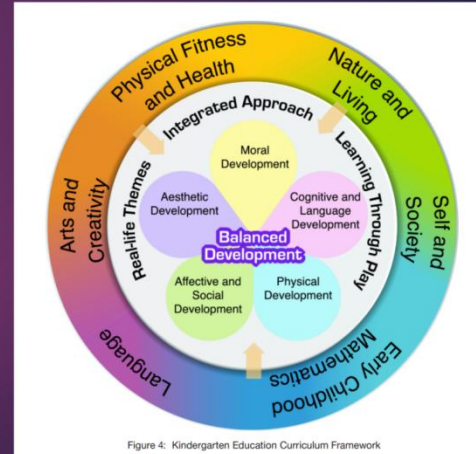 Physical Fitness
and Health
Nature and
Living
Self and
Society
Early Childhood
Mathematics
Language
Arts and
Creativity
Real-life Themes
Integrated Approach
Learning Through Play
Moral
Development
Aesthetic
Development
Cognitive and
Language
Development
Balanced
Development
Affective and
Social
Development
Physical
Development
Figure 4: Kindergarten Education Curriculum Framework